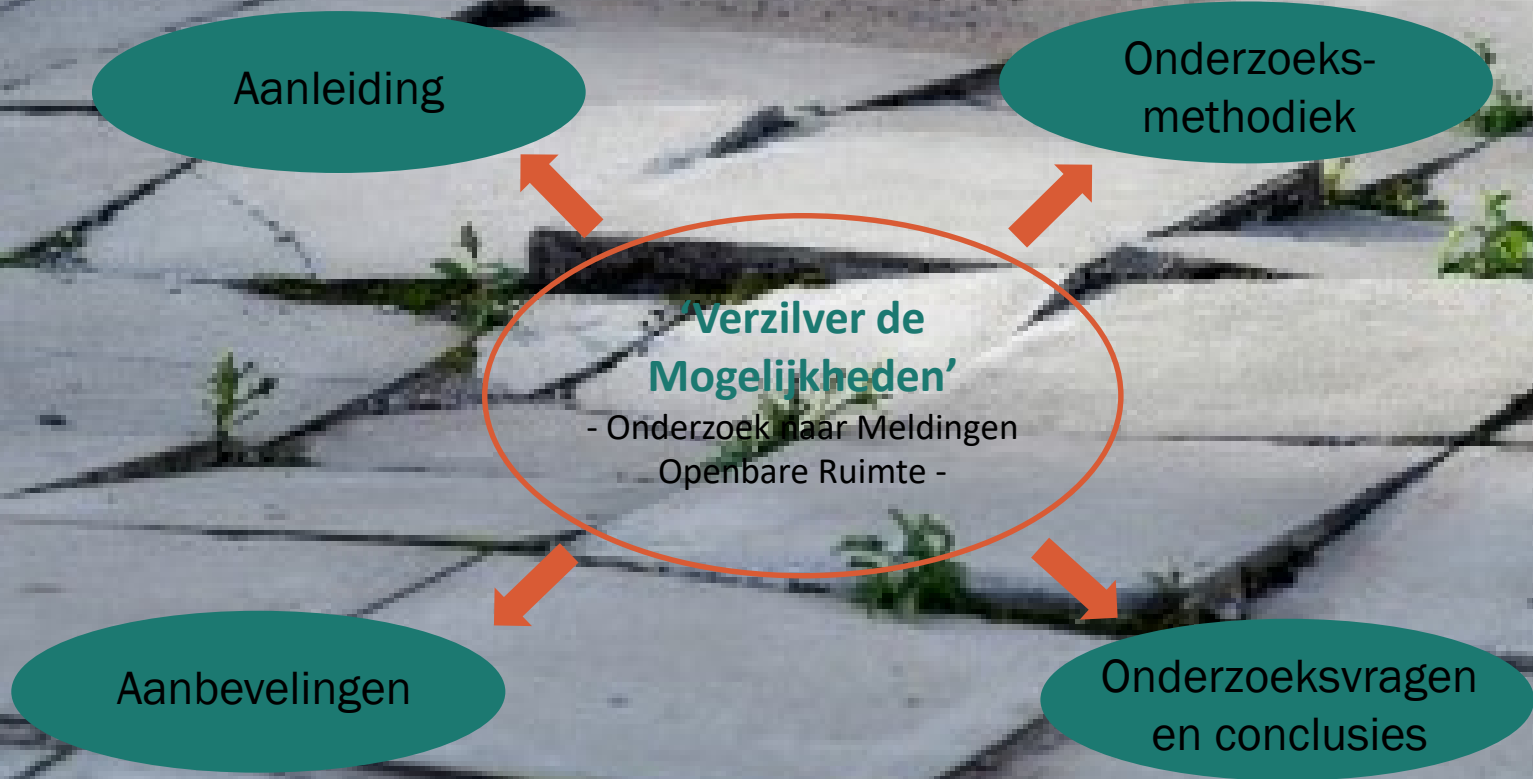 Aanleiding
Onderzoeks-
methodiek
‘Verzilver de
Mogelijkheden’
- Onderzoek naar Meldingen
Openbare Ruimte -
Aanbevelingen
Onderzoeksvragen
en conclusies